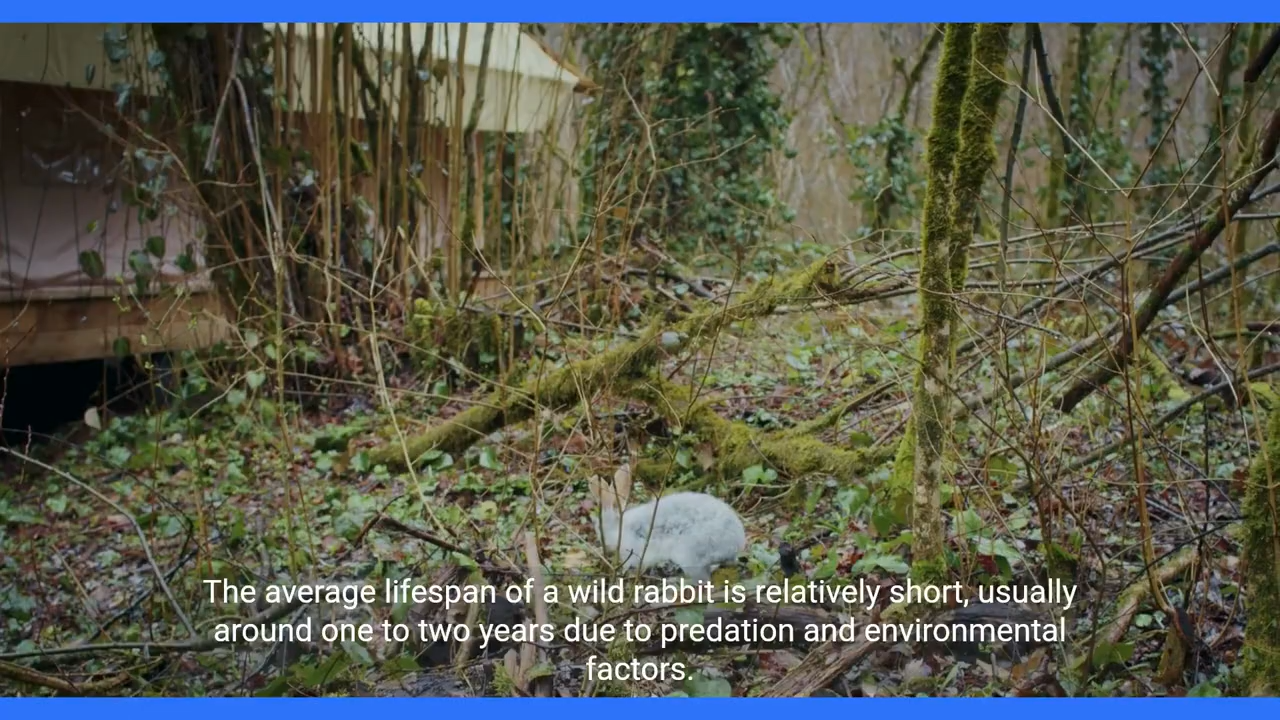 The average lifespan of a wild rabbit is relatively short, usually
around one to two years due to predation and environmental
factors.